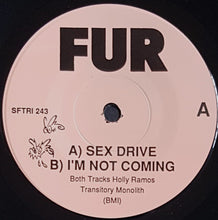 FUR
SFTRI 243
A
A) SEX DRIVE
B) I'M NOT COMING
Both Tracks Holly Ramos
Transitory Monolith
(BMI)